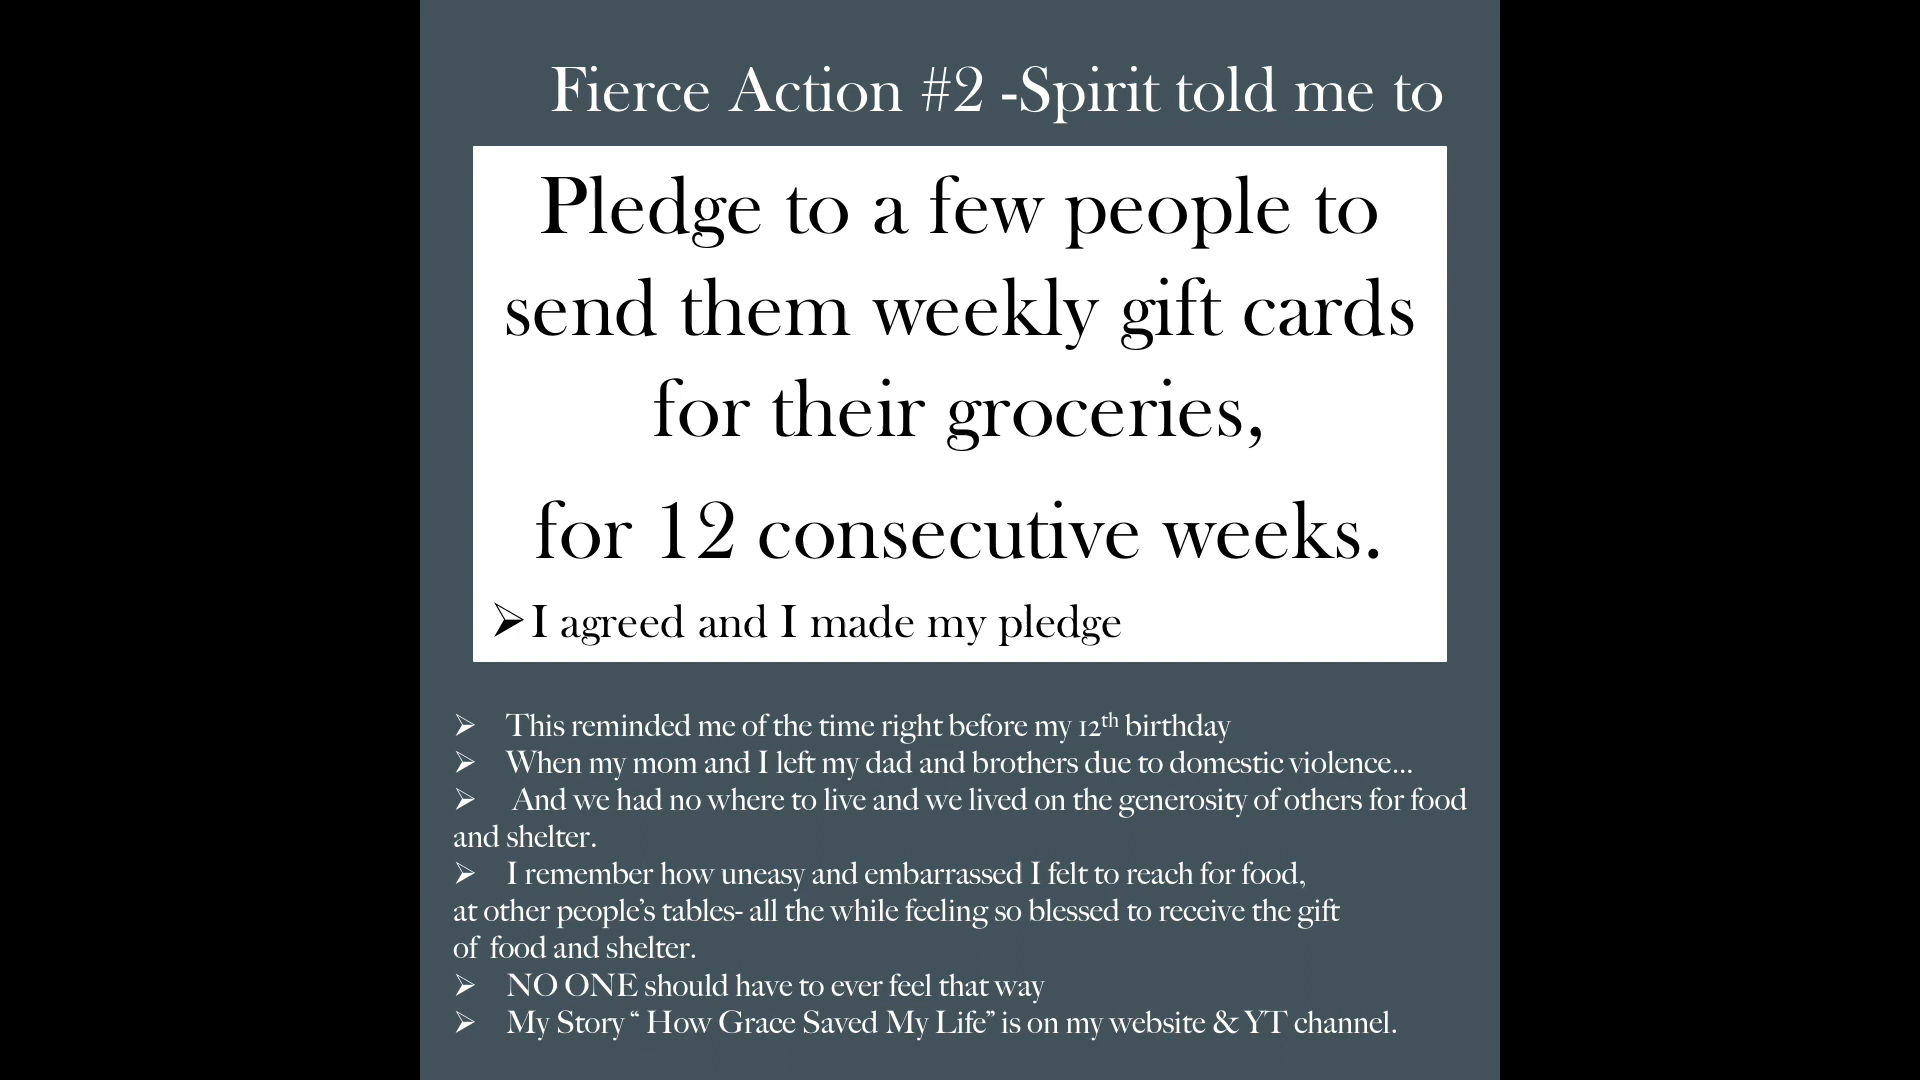 Fierce Action #2 -Spirit told me to
Pledge to a few people to
send them weekly gift cards
for their groceries,
for 12 consecutive weeks.
➢ I agreed and I made my pledge
➢ This reminded me of the time right before my 12th birthday
➢ When my mom and I left my dad and brothers due to domestic violence...
➢ And we had no where to live and we lived on the generosity of others for food
and shelter.
➢ I remember how uneasy and embarrassed I felt to reach for food,
at other people's tables- all the while feeling so blessed to receive the gift
of food and shelter.
➢ NO ONE should have to ever feel that way
➢ My Story “ How Grace Saved My Life” is on my website & YT channel.